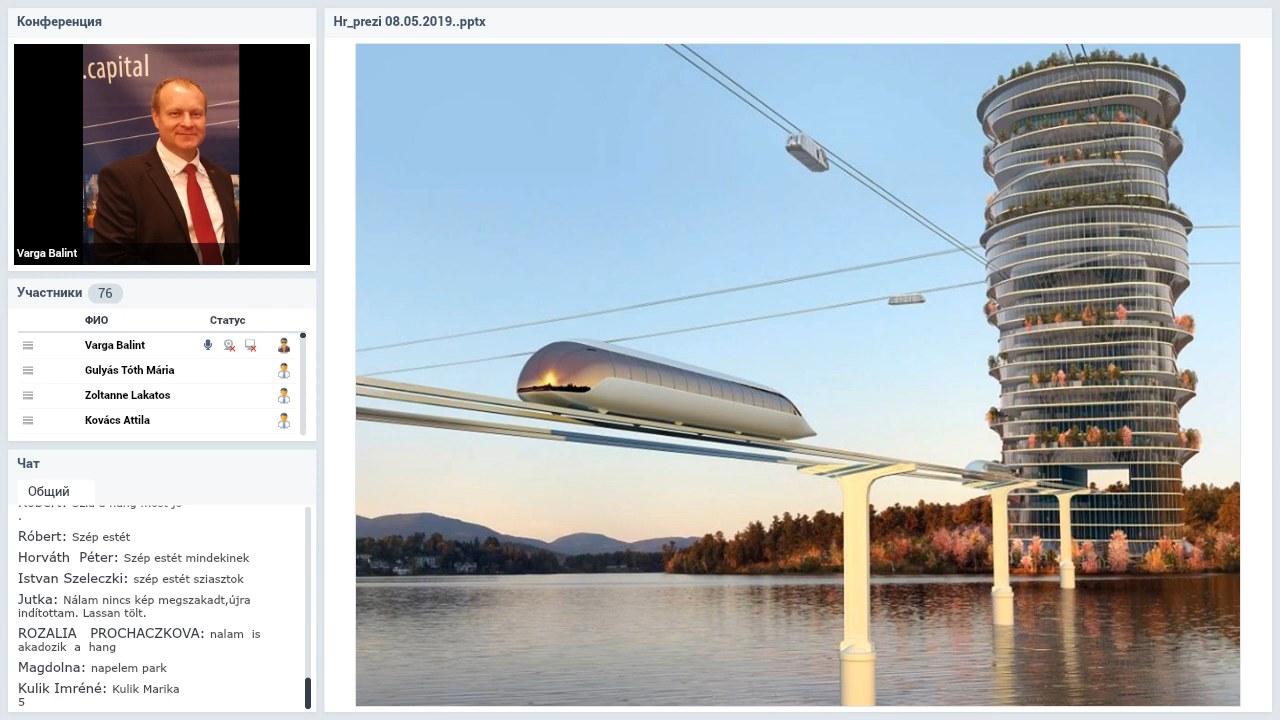 Конференция
.capital
Varga Balint
Участники 76
ФИО Статус
Varga Balint
Gulyás Tóth Mária
Zoltanne Lakatos
Kovács Attila
Чат
Общий
.
Róbert: Szép estét
Horváth Péter: Szép estét mindekinek
Istvan Szeleczki: szép estét sziasztok
Jutka: Nálam nincs kép megszakadt,újra
indítottam. Lassan tölt.
ROZALIA PROCHACZKOVA: nalam is
akadozik a hang
Magdolna: napelem park
Kulik Imréné: Kulik Marika
5
Hr_prezi 08.05.2019..pptx